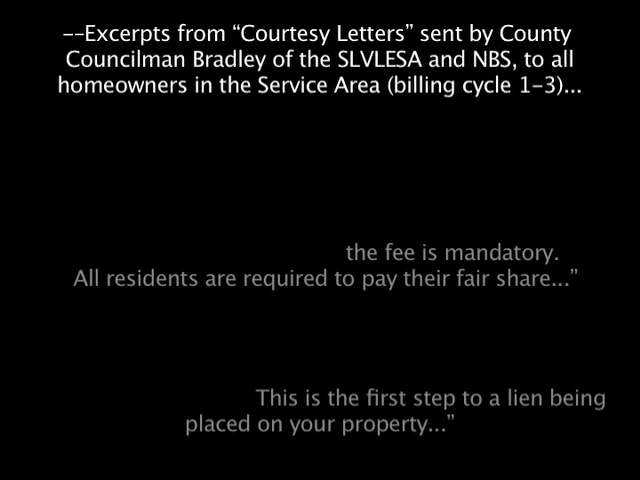 --Excerpts from “Courtesy Letters” sent by County
Councilman Bradley of the SLVLESA and NBS, to all
homeowners in the Service Area (billing cycle 1-3)...
the fee is mandatory.
All residents are required to pay their fair share...”
This is the first step to a lien being
placed on your property...”